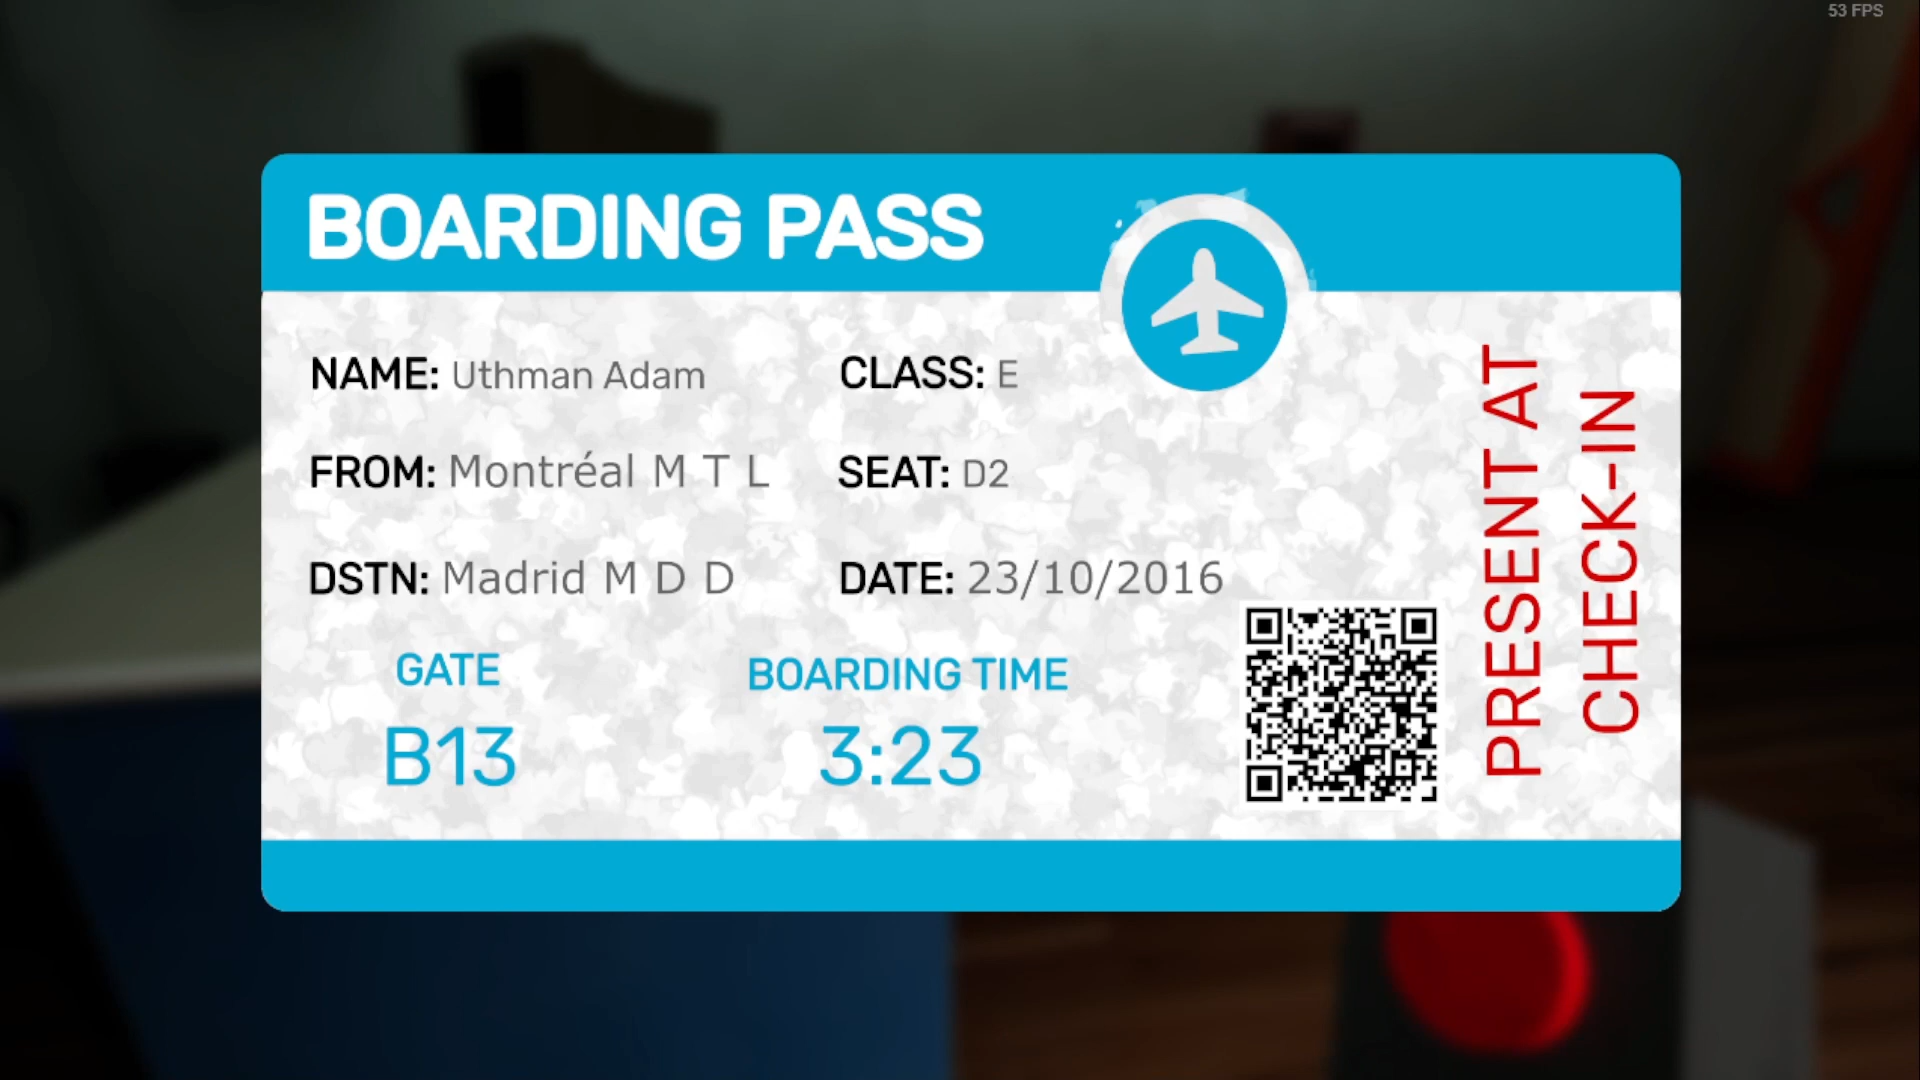 53 FPS
BOARDING PASS
NAME: Uthman Adam
CLASS: E
FROM: Montréal M T L
SEAT: D2
DSTN: Madrid M D D
DATE: 23/10/2016
GATE
BOARDING TIME
B13
3:23
PRESENT AT
CHECK-IN